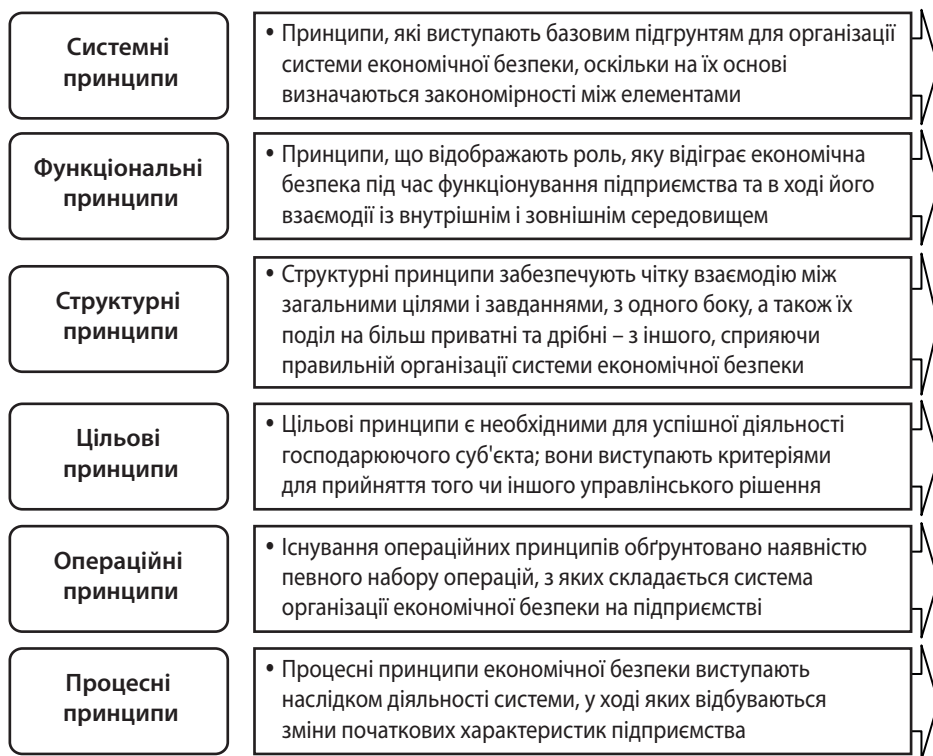 Системні
принципи
• Принципи, які виступають базовим підгрунтям для організації
системи економічної безпеки, оскільки на їх основі
визначаються закономірності між елементами
Функціональні
принципи
• Принципи, що відображають роль, яку відіграє економічна
безпека під час функціонування підприємства та в ході його
взаємодії із внутрішнім і зовнішнім середовищем
Структурні
принципи
• Структурні принципи забезпечують чітку взаємодію між
загальними цілями і завданнями, з одного боку, а також їх
поділ на більш приватні та дрібні – з іншого, сприяючи
правильній організації системи економічної безпеки
Цільові
принципи
• Цільові принципи є необхідними для успішної діяльності
господарюючого суб'єкта; вони виступають критеріями
для прийняття того чи іншого управлінського рішення
Операційні
принципи
• Існування операційних принципів обґрунтовано наявністю
певного набору операцій, з яких складається система
організації економічної безпеки на підприємстві
Процесні
принципи
• Процесні принципи економічної безпеки виступають
наслідком діяльності системи, у ході яких відбуваються
зміни початкових характеристик підприємства